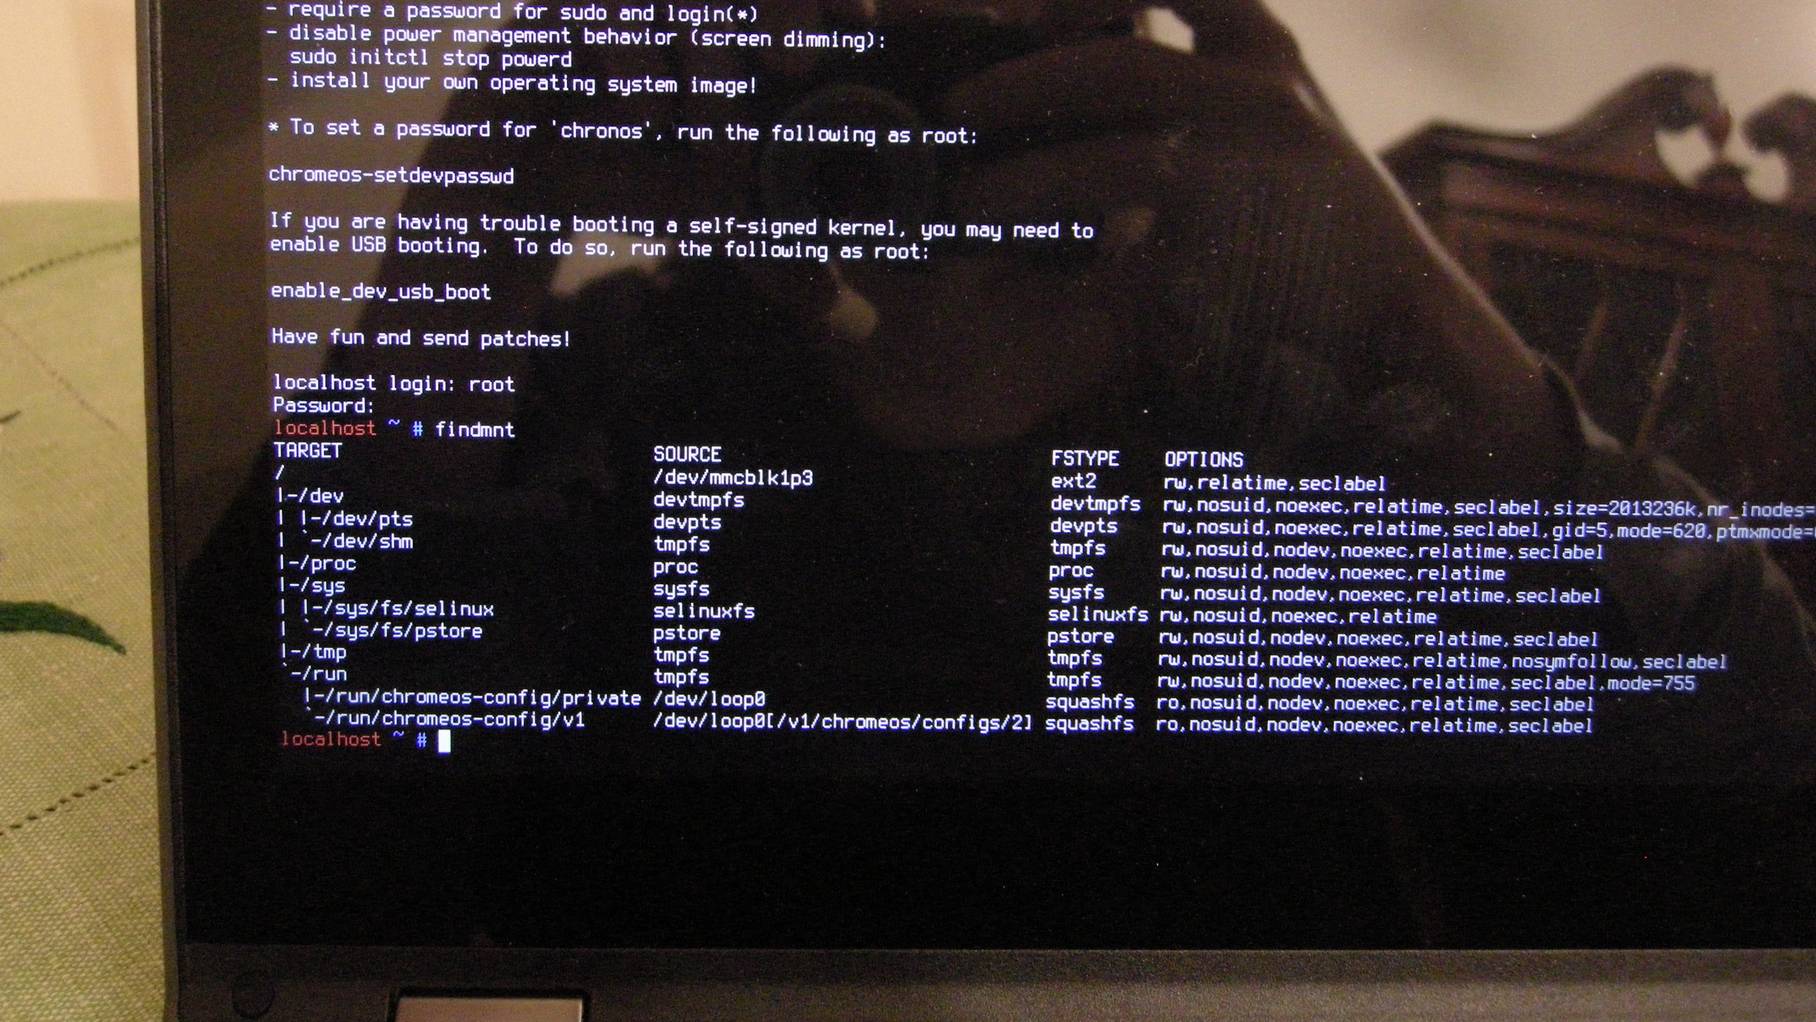 - require a password for sudo and login(*)
- disable power management behavior (screen dimming):
  sudo initctl stop powerd
- install your own operating system image!
* To set a password for 'chronos', run the following as root:
chromeos-setdevpasswd
If you are having trouble booting a self-signed kernel, you may need to
enable USB booting.  To do so, run the following as root:
enable_dev_usb_boot
Have fun and send patches!
localhost login: root
Password:
localhost ~ # findmnt
TARGET SOURCE FSTYPE OPTIONS
/ /dev/mmcblk1p3 ext2 rw,relatime,seclabel
|-/dev devtmpfs devtmpfs rw,nosuid,noexec,relatime,seclabel,size=2013236k,nr_inodes=
| |-/dev/pts devpts devpts rw,nosuid,noexec,relatime,seclabel,gid=5,mode=620,ptmxmode=
| `-/dev/shm tmpfs tmpfs rw,nosuid,nodev,noexec,relatime,seclabel
|-/proc proc proc rw,nosuid,nodev,noexec,relatime
|-/sys sysfs sysfs rw,nosuid,nodev,noexec,relatime,seclabel
| |-/sys/fs/selinux selinuxfs selinuxfs rw,nosuid,noexec,relatime
| `-/sys/fs/pstore pstore pstore rw,nosuid,nodev,noexec,relatime,seclabel
|-/tmp tmpfs tmpfs rw,nosuid,nodev,noexec,relatime,nosymfollow,seclabel
`-/run tmpfs tmpfs rw,nosuid,nodev,noexec,relatime,seclabel,mode=755
  |-/run/chromeos-config/private /dev/loop0 squashfs ro,nosuid,nodev,noexec,relatime,seclabel
  `-/run/chromeos-config/v1 /dev/loop0[/v1/chromeos/configs/2] squashfs ro,nosuid,nodev,noexec,relatime,seclabel
localhost ~ #